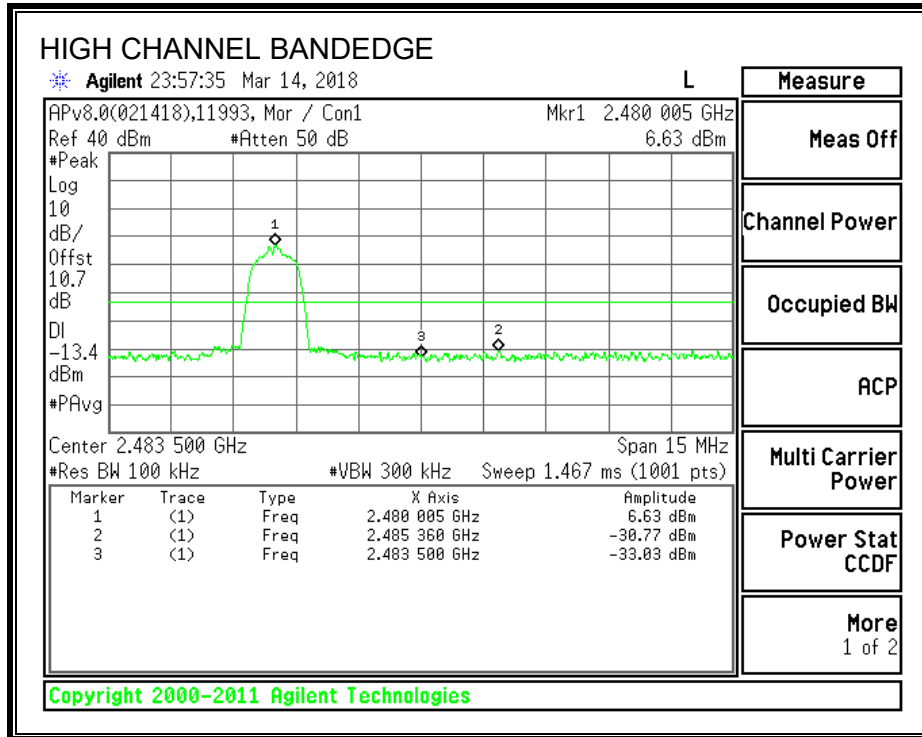 HIGH CHANNEL BANDEDGE
Agilent 23:57:35 Mar 14, 2018 L
APv8.0(021418),11993, Mor / Con1 Mkr1 2.480 005 GHz
Ref 40 dBm #Atten 50 dB 6.63 dBm
#Peak
Log
10
dB/
Offst
10.7
dB
DI
-13.4
dBm
#PAvg
1
3
2
Center 2.483 500 GHz Span 15 MHz
#Res BW 100 kHz #VBW 300 kHz Sweep 1.467 ms (1001 pts)
Marker Trace Type X Axis Amplitude
1 (1) Freq 2.480 005 GHz 6.63 dBm
2 (1) Freq 2.485 360 GHz -30.77 dBm
3 (1) Freq 2.483 500 GHz -33.03 dBm
Measure
Meas Off
Channel Power
Occupied BW
ACP
Multi Carrier
Power
Power Stat
CCDF
More
1 of 2
Copyright 2000-2011 Agilent Technologies